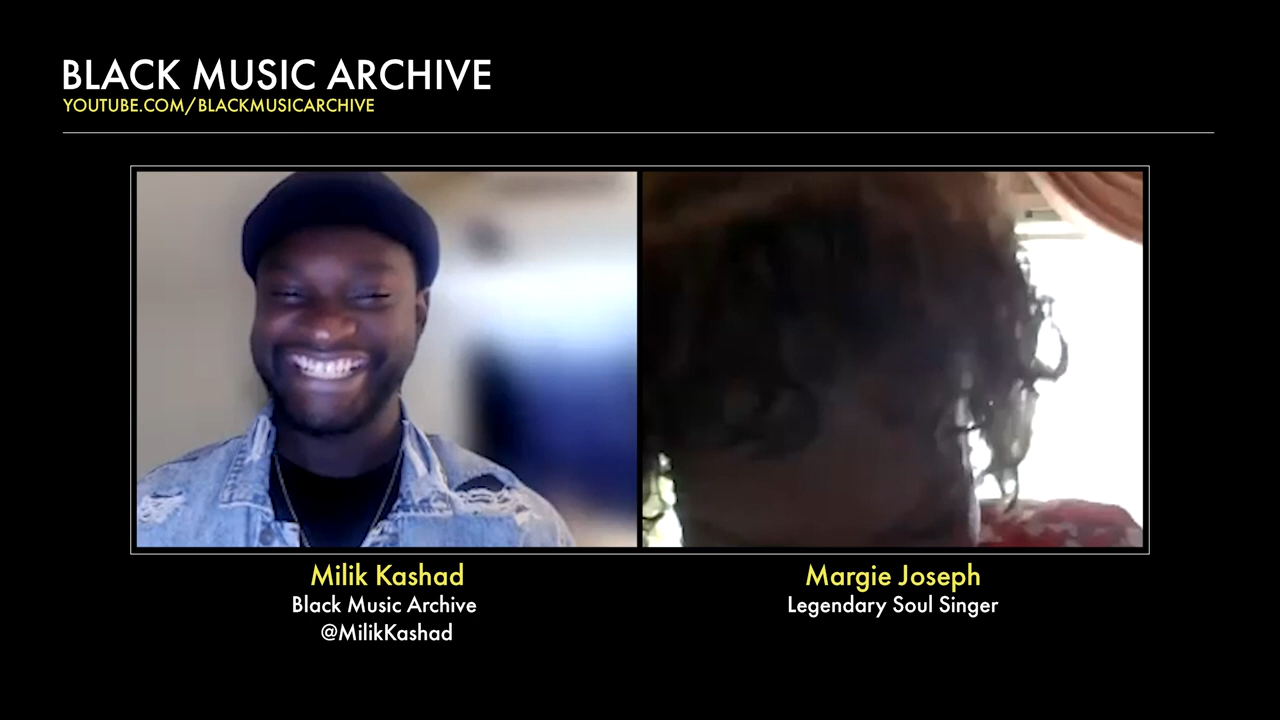 BLACK MUSIC ARCHIVE
YOUTUBE.COM/BLACKMUSICARCHIVE
Milik Kashad
Black Music Archive
@MilikKashad
Margie Joseph
Legendary Soul Singer